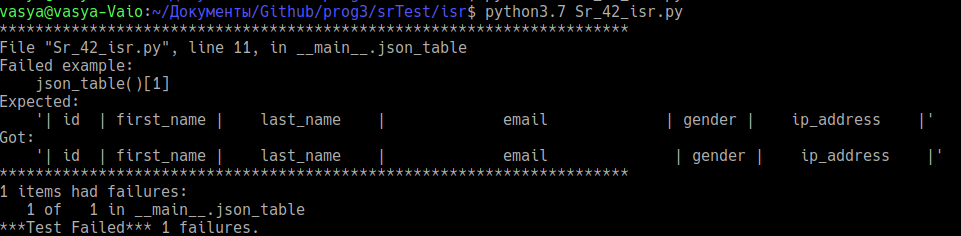 vasya@vasya-Vaio:~/Документы/Github/prog3/srTest/isr$ python3.7 Sr_42_isr.py
**********************************************************************
File "Sr_42_isr.py", line 11, in __main__.json_table
Failed example:
    json_table()[1]
Expected:
    '| id  | first_name |    last_name    |             email                | gender |    ip_address    |'
Got:
    '| id  | first_name |    last_name    |             email                 | gender |    ip_address    |'
**********************************************************************
1 items had failures:
   1 of   1 in __main__.json_table
***Test Failed*** 1 failures.